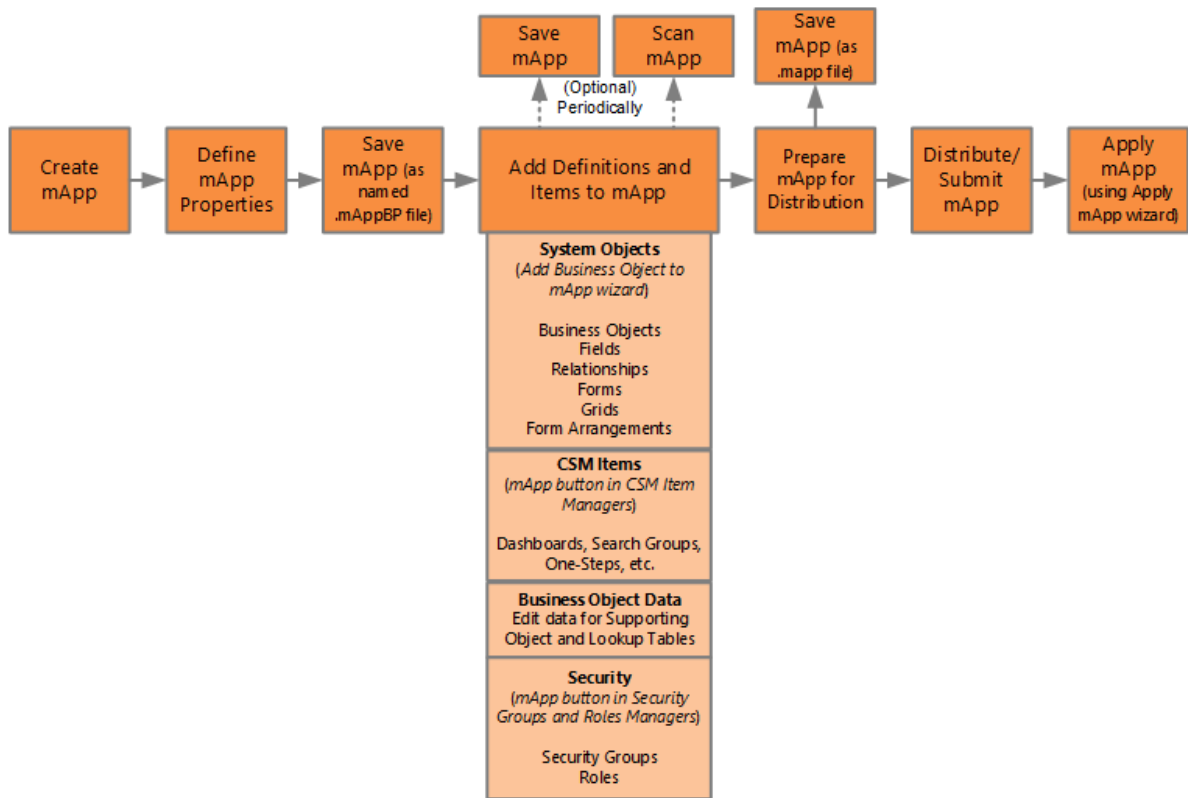 Save
mApp
Scan
mApp
Save
mApp (as
.mapp file)
(Optional)
Periodically
Create
mApp
Define
mApp
Properties
Save
mApp (as
named
.mAppBP file)
Add Definitions and
Items to mApp
Prepare
mApp for
Distribution
Distribute/
Submit
mApp
Apply
mApp
(using Apply
mApp wizard)
System Objects
(Add Business Object to
mApp wizard)
Business Objects
Fields
Relationships
Forms
Grids
Form Arrangements
CSM Items
(mApp button in CSM Item
Managers)
Dashboards, Search Groups,
One-Steps, etc.
Business Object Data
Edit data for Supporting
Object and Lookup Tables
Security
(mApp button in Security
Groups and Roles Managers)
Security Groups
Roles